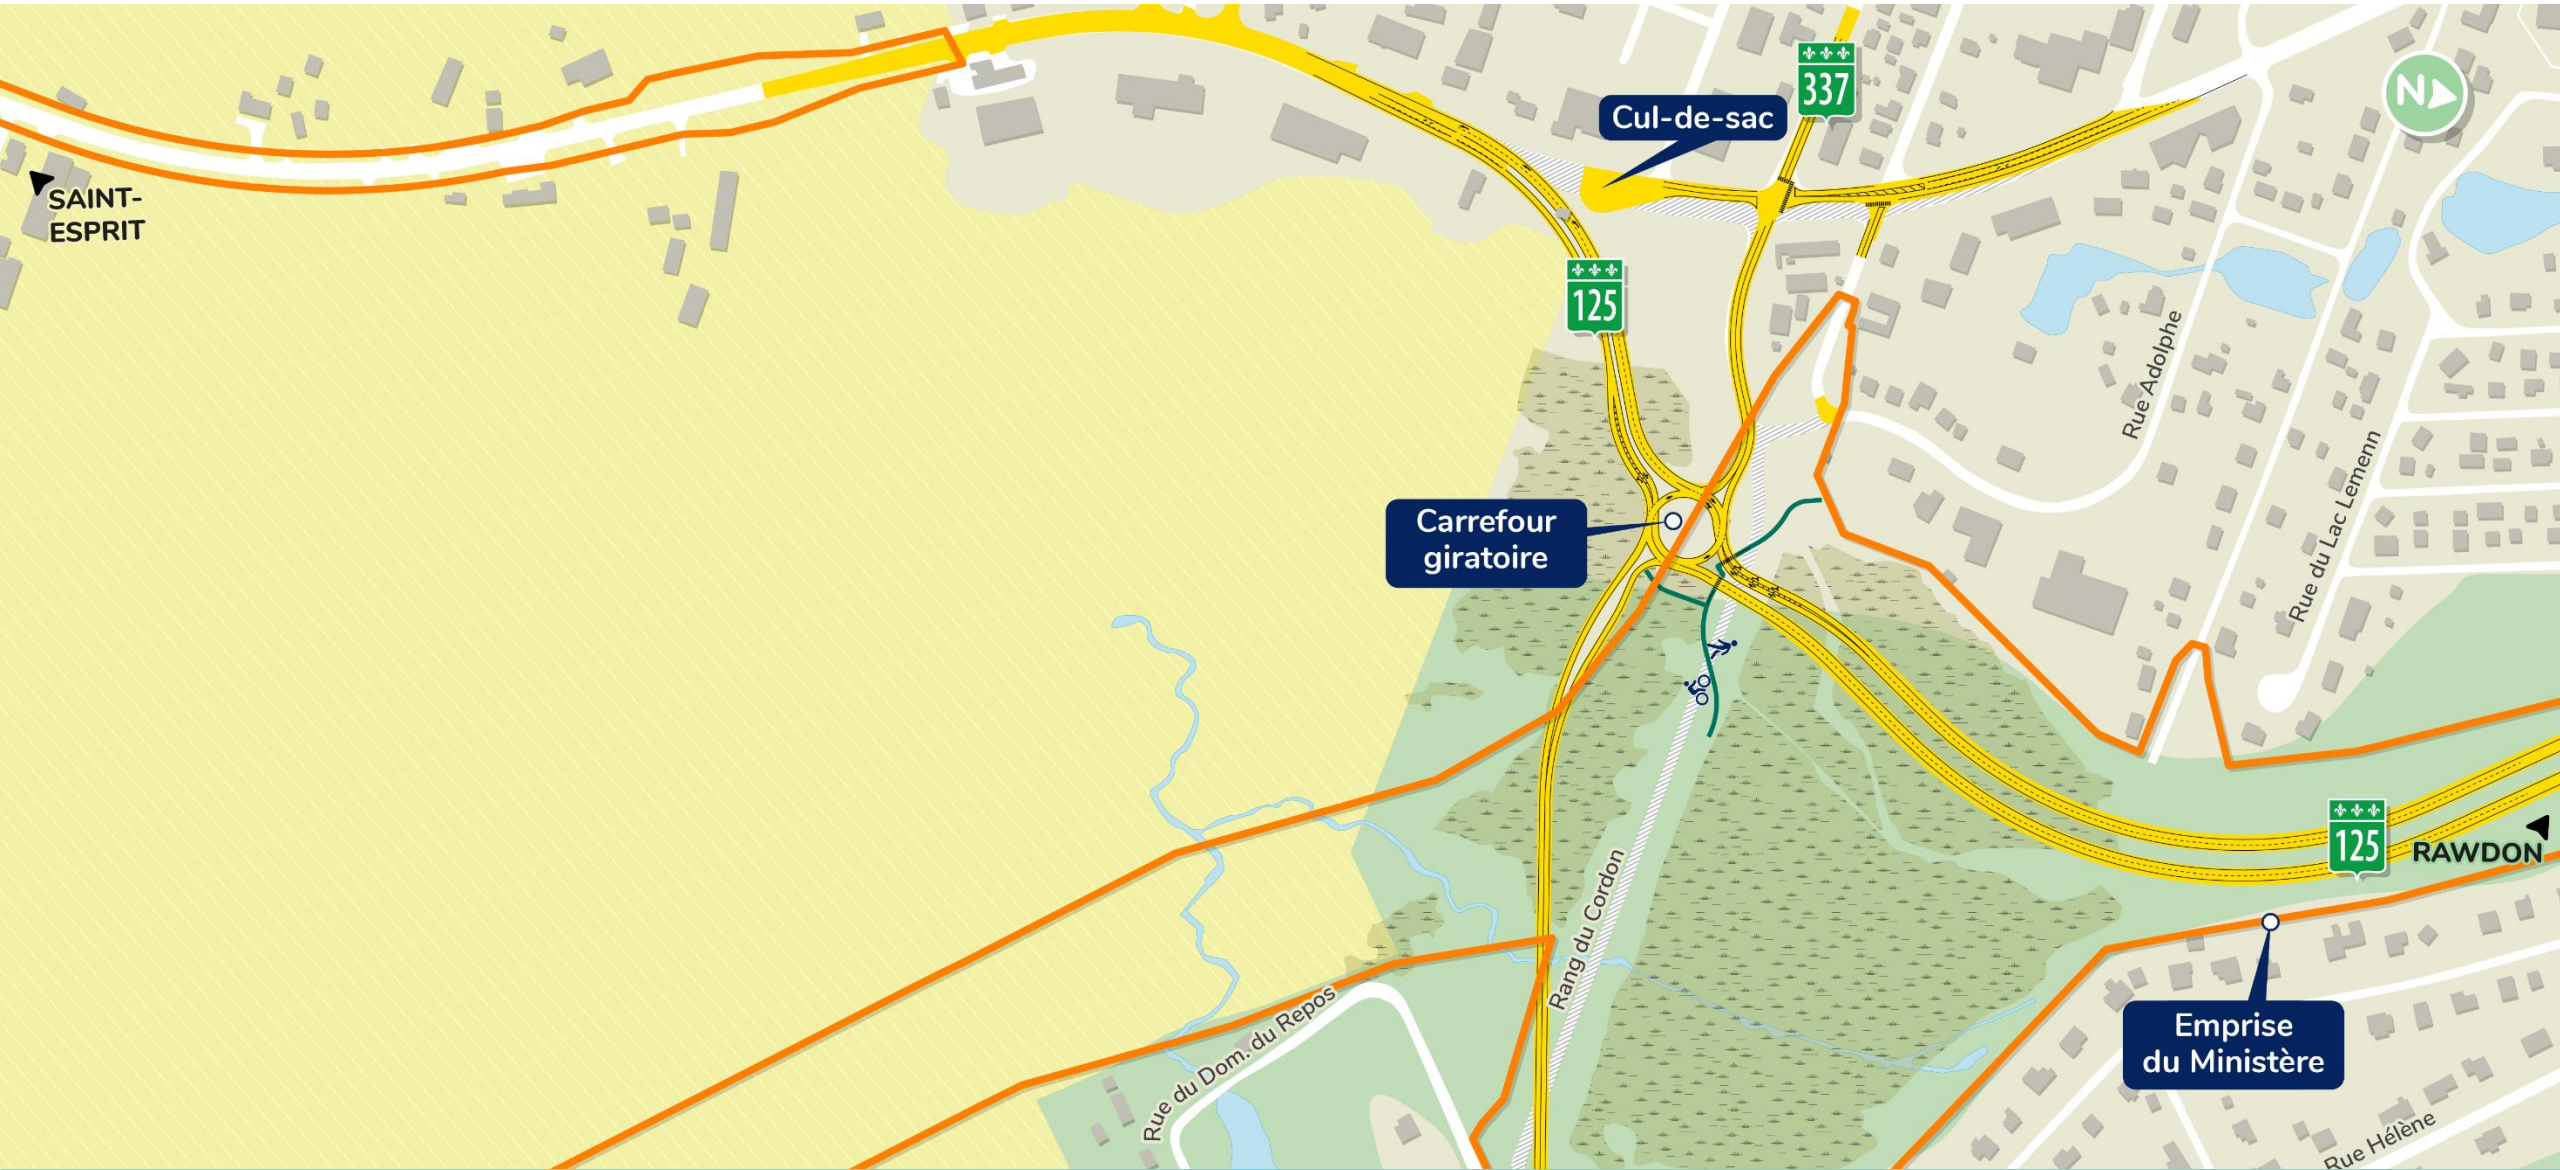 337
N
Cul-de-sac
SAINT-
ESPRIT
125
Rue Adolphe
Rue du Lac Lemenn
Carrefour
giratoire
125
RAWDON
Rang du Cordon
Rue du Dom. du Repos
Emprise
du Ministère
Rue Hélène